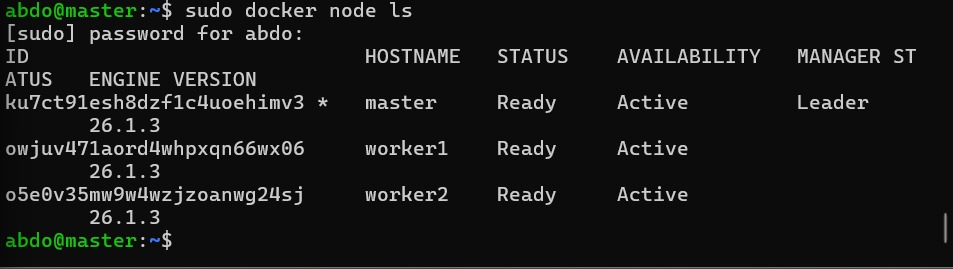 abdo@master:~$ sudo docker node ls
[sudo] password for abdo:
ID                            HOSTNAME   STATUS    AVAILABILITY   MANAGER ST
ATUS   ENGINE VERSION
ku7ct91esh8dzf1c4uoehimv3 *   master     Ready     Active         Leader
       26.1.3
owjuv471aord4whpxqn66wx06     worker1    Ready     Active
       26.1.3
o5e0v35mw9w4wzjzoanwg24sj     worker2    Ready     Active
       26.1.3
abdo@master:~$